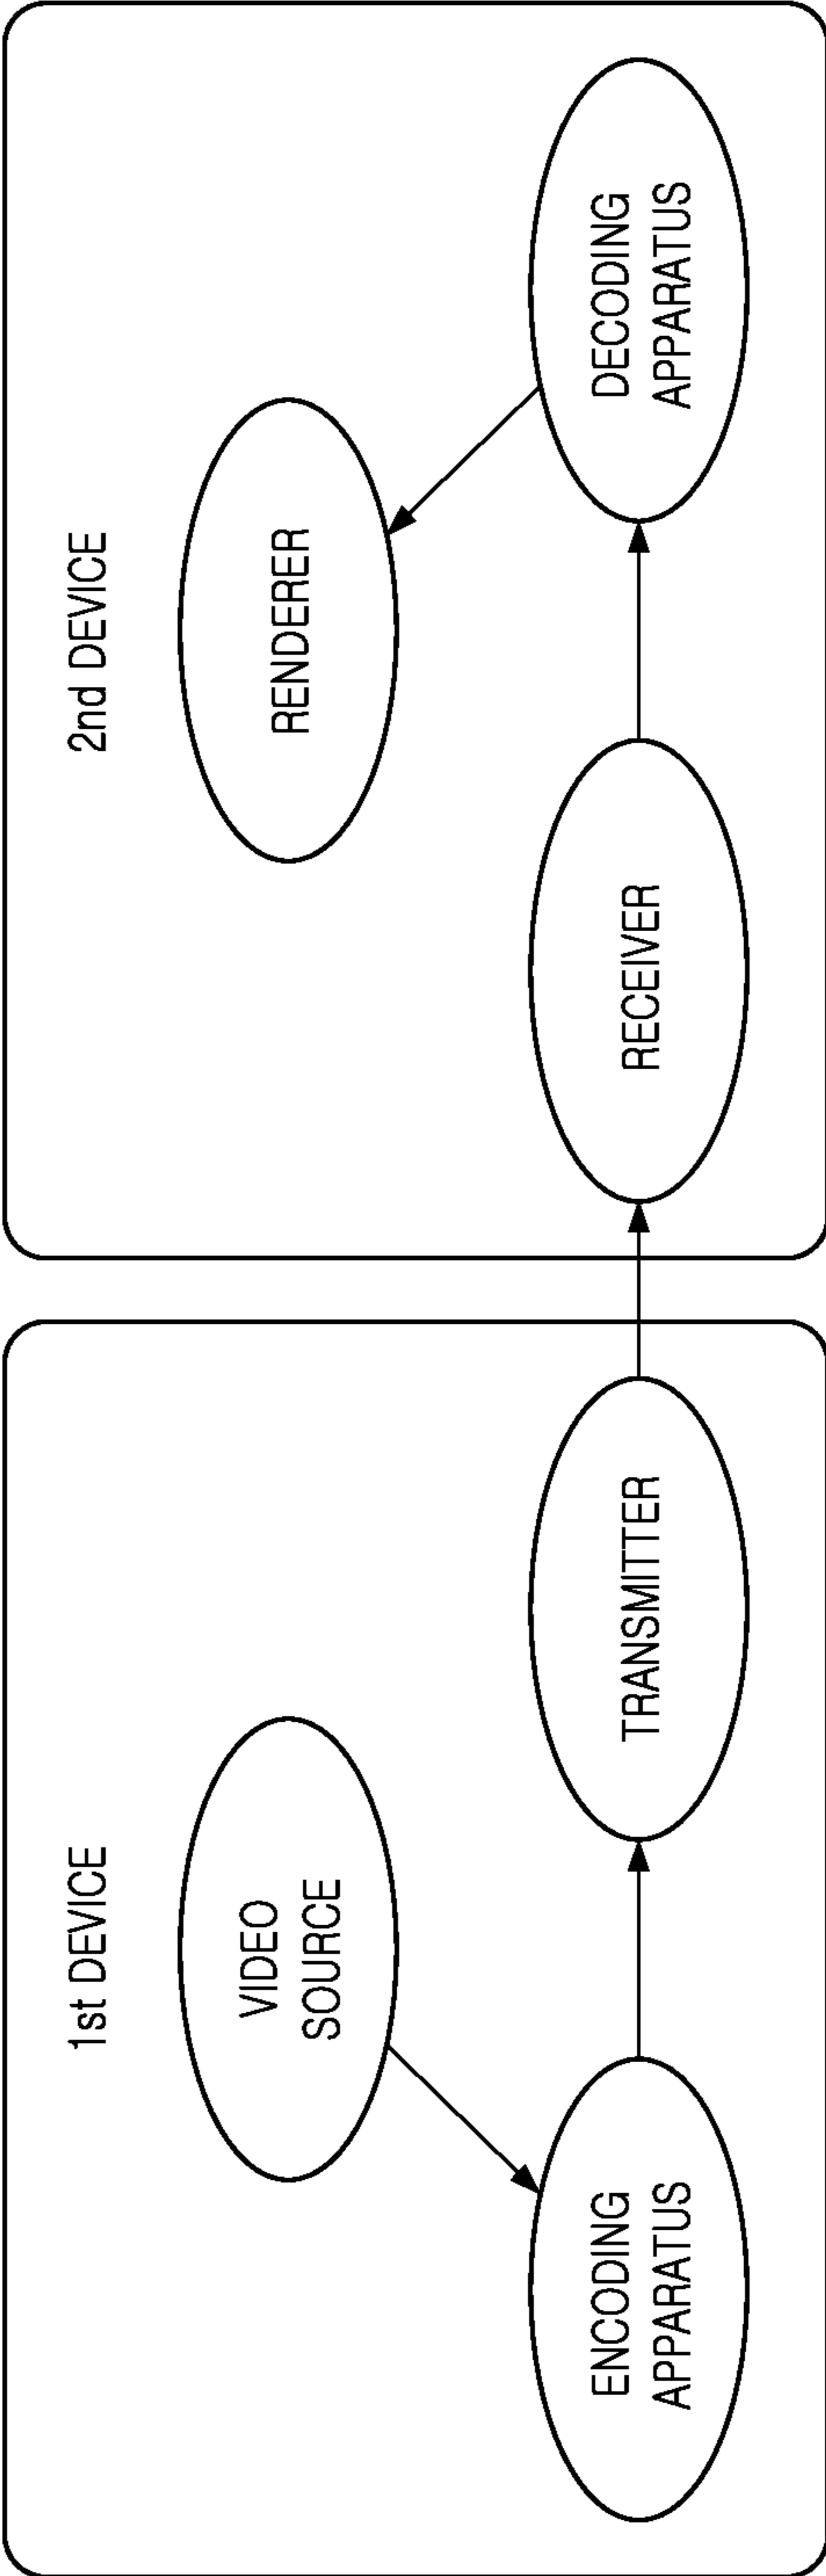 1st DEVICE
VIDEO
SOURCE
ENCODING
APPARATUS
TRANSMITTER
2nd DEVICE
RENDERER
RECEIVER
DECODING
APPARATUS